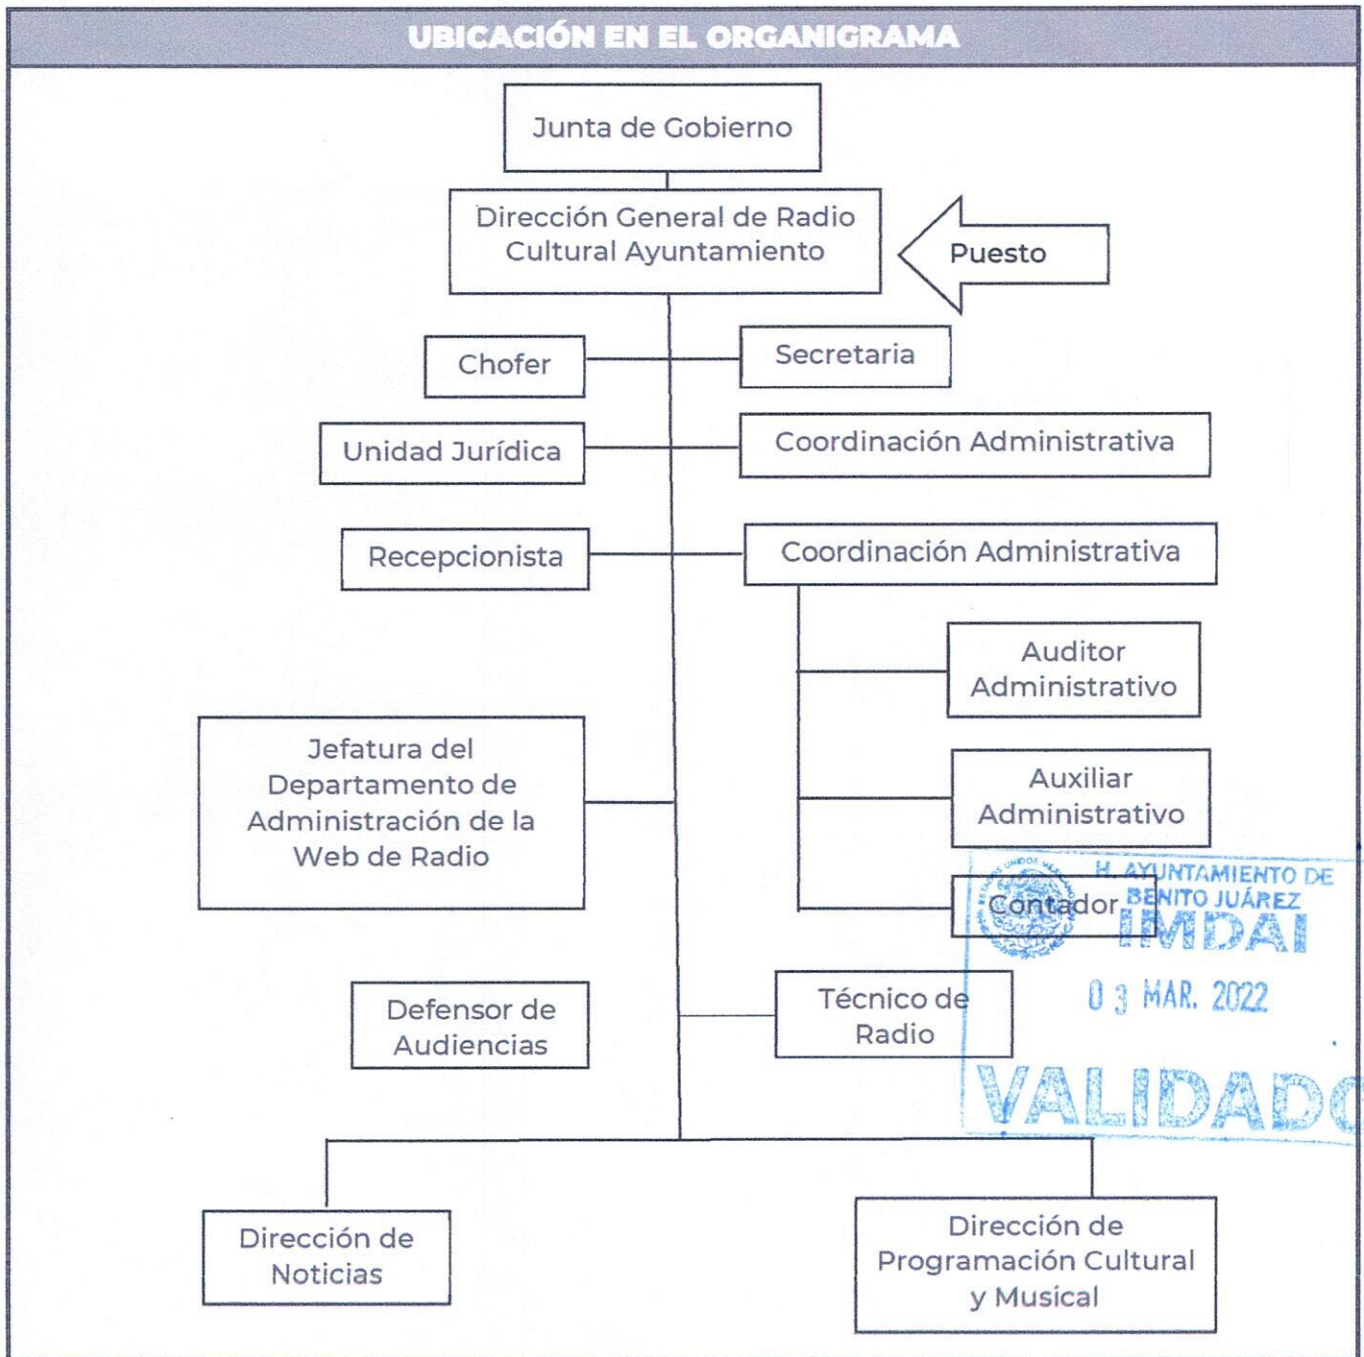 UBICACIÓN EN EL ORGANIGRAMA
Junta de Gobierno
Dirección General de Radio
Cultural Ayuntamiento
Puesto
Chofer
Secretaria
Unidad Jurídica
Coordinación Administrativa
Recepcionista
Coordinación Administrativa
Auditor
Administrativo
Jefatura del
Departamento de
Administración de la
Web de Radio
Auxiliar
Administrativo
Contador
H. AYUNTAMIENTO DE
BENITO JUÁREZ
IMDAI
03 MAR. 2022
VALIDADO
Defensor de
Audiencias
Técnico de
Radio
Dirección de
Noticias
Dirección de
Programación Cultural
y Musical